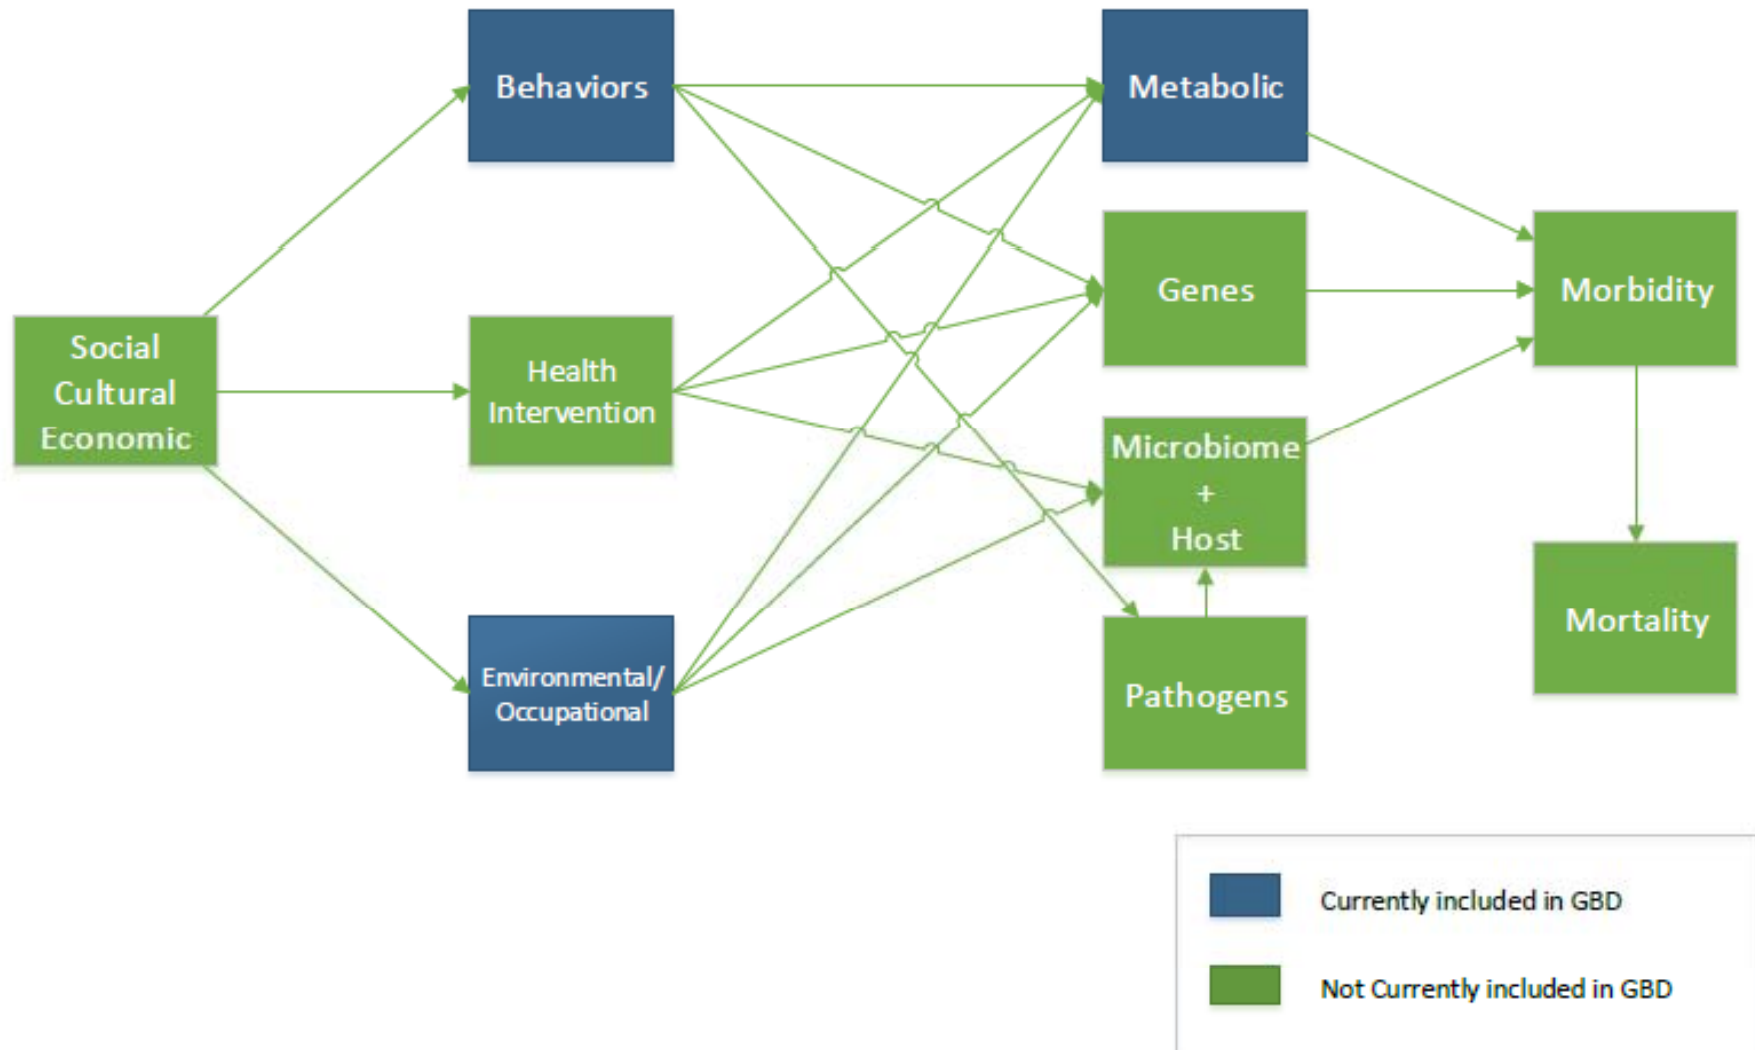 Behaviors
Metabolic
Genes
Morbidity
Social
Cultural
Economic
Health
Intervention
Microbiome
+
Host
Environmental/
Occupational
Pathogens
Mortality
Currently included in GBD
Not Currently included in GBD